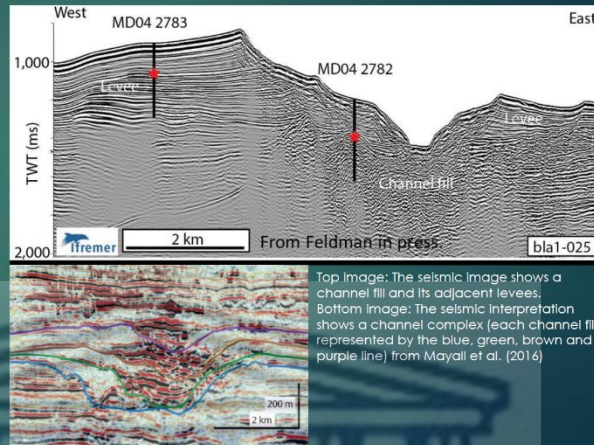 West
East
MD04 2783
MD04 2782
1,000
Levee
Levee
TWT (ms)
Channel fill
Ifremer
2 km
From Feldman in press.
bla1-025
2,000
Top image: The seismic image shows a
channel fill and its adjacent levees.
Bottom image: The seismic interpretation
shows a channel complex (each channel fill
represented by the blue, green, brown and
purple line) from Mayall et al. (2016)
200 m
2 km